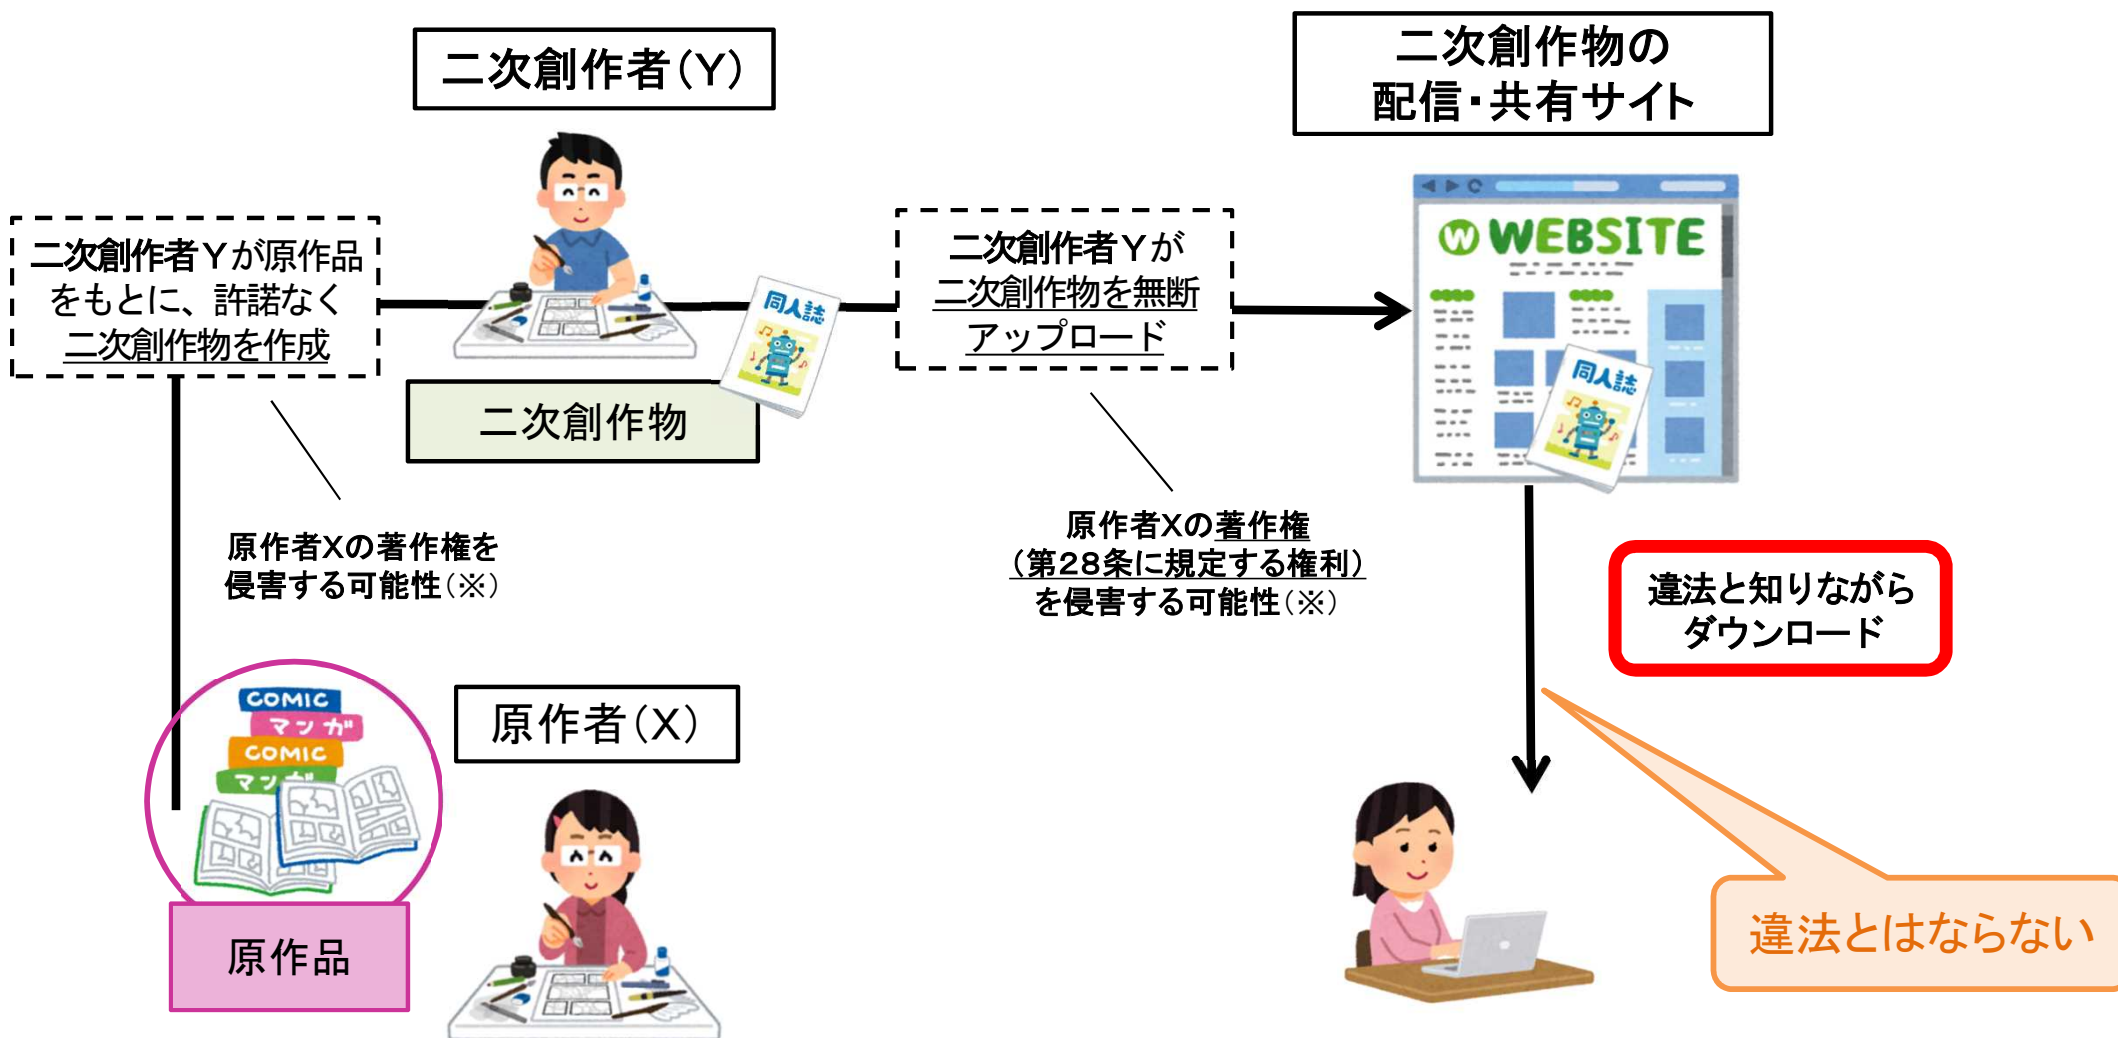 二次創作者(Y)
二次創作物の
配信・共有サイト
二次創作者Yが原作品
をもとに、許諾なく
二次創作物を作成
同人誌
二次創作者Yが
二次創作物を無断
アップロード
W WEBSITE
同人誌
二次創作物
原作者Xの著作権を
侵害する可能性(※)
原作者Xの著作権
(第28条に規定する権利)
を侵害する可能性(※)
違法と知りながら
ダウンロード
COMIC
マンガ
COMIC
マンガ
原作者(X)
原作品
違法とはならない